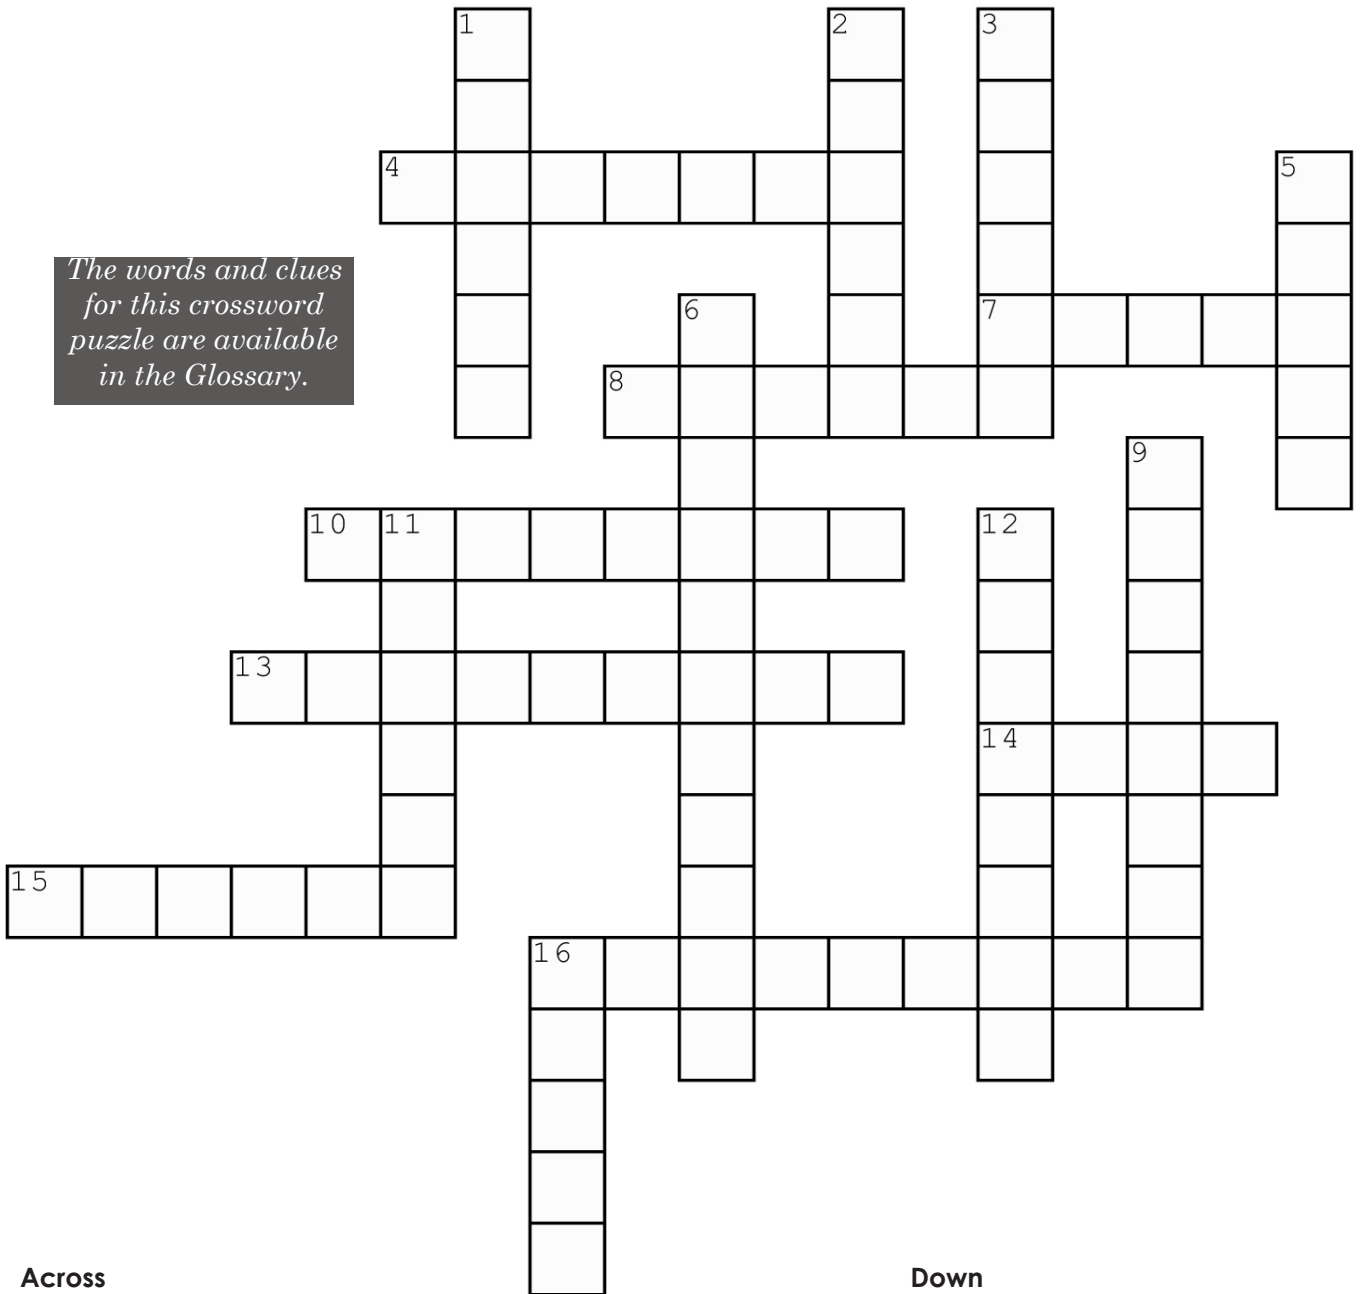 1 2 3
4 5
The words and clues
for this crossword
puzzle are available
in the Glossary.
6 7
8
9
10 11 12
13
14
15
16
Across Down